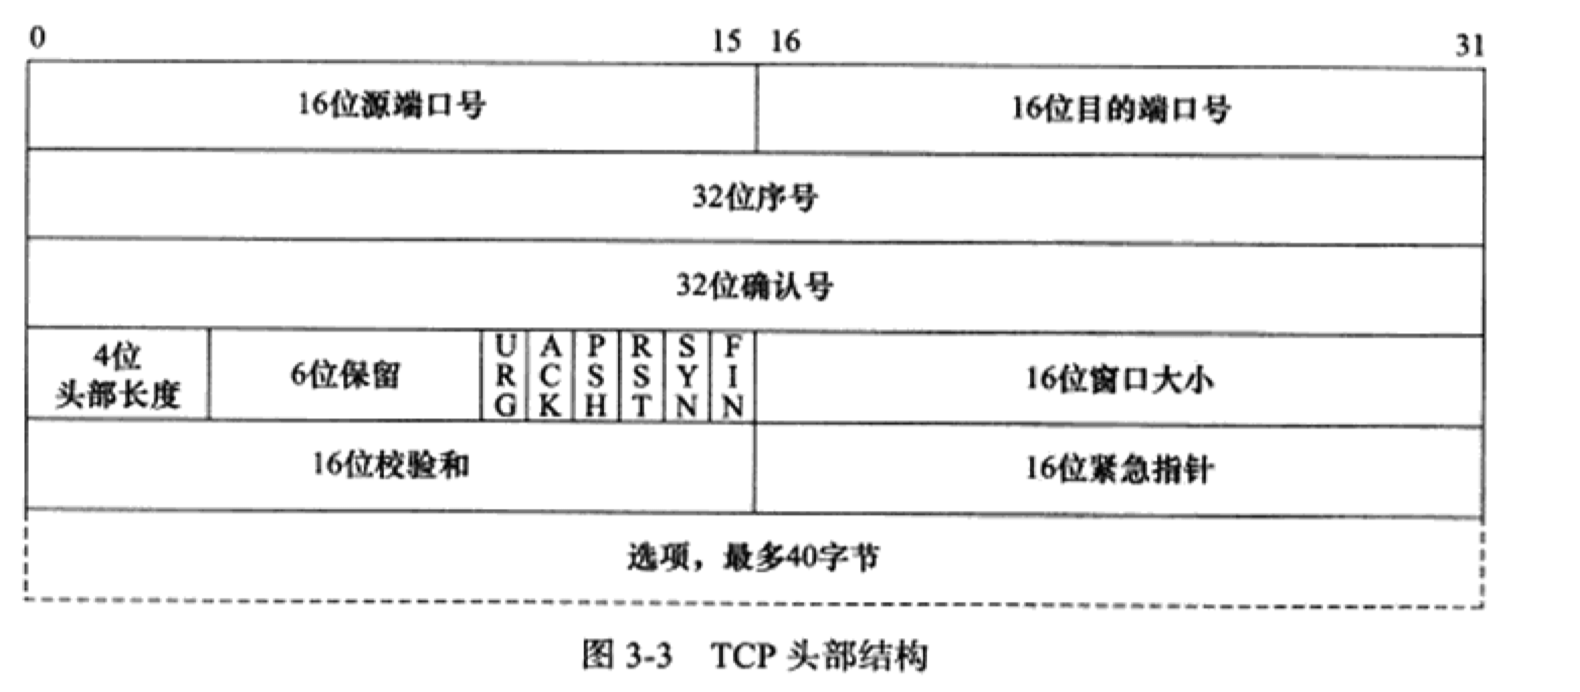 0 15 16 31
16位源端口号 16位目的端口号
32位序号
32位确认号
4位
头部长度
6位保留
URG
ACK
PSH
RST
SYN
FIN
16位窗口大小
16位校验和 16位紧急指针
选项，最多40字节
图 3-3 TCP 头部结构